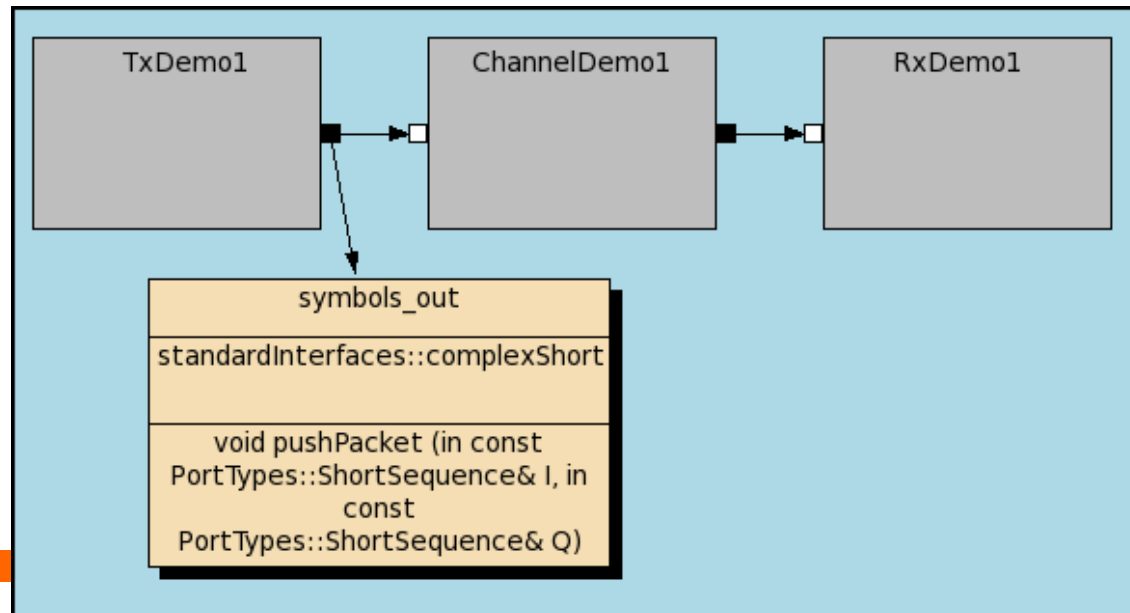 TxDemo1
ChannelDemo1
RxDemo1
symbols_out
standardInterfaces::complexShort
void pushPacket (in const
PortTypes::ShortSequence& I, in
const
PortTypes::ShortSequence& Q)